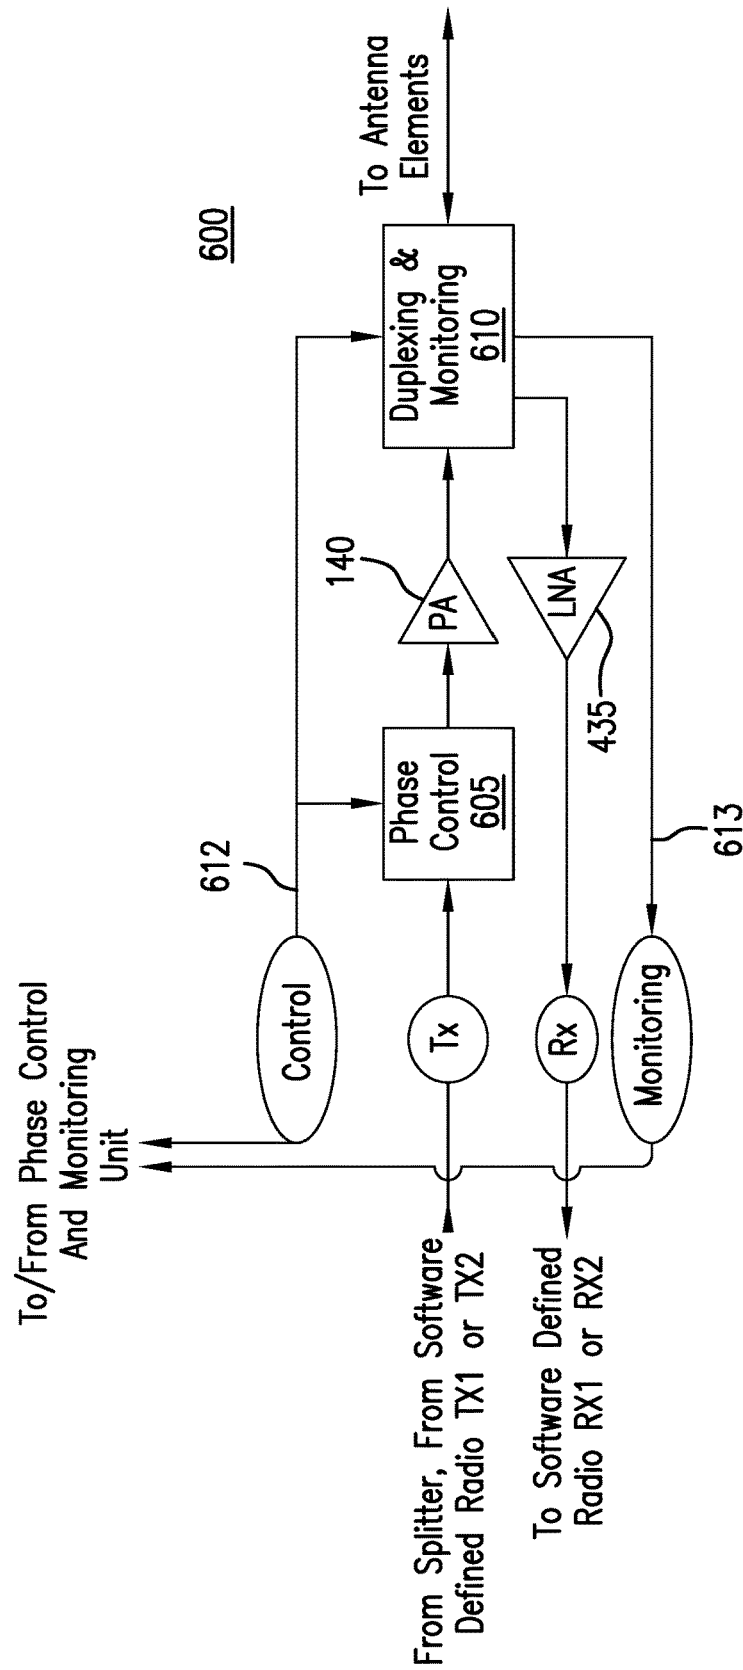 600
To/From Phase Control
And Monitoring
Unit
Control
612
Tx
Phase
Control
605
PA
140
Duplexing &
Monitoring
610
To Antenna
Elements
From Splitter, From Software
Defined Radio TX1 or TX2
Rx
LNA
435
To Software Defined
Radio RX1 or RX2
Monitoring
613